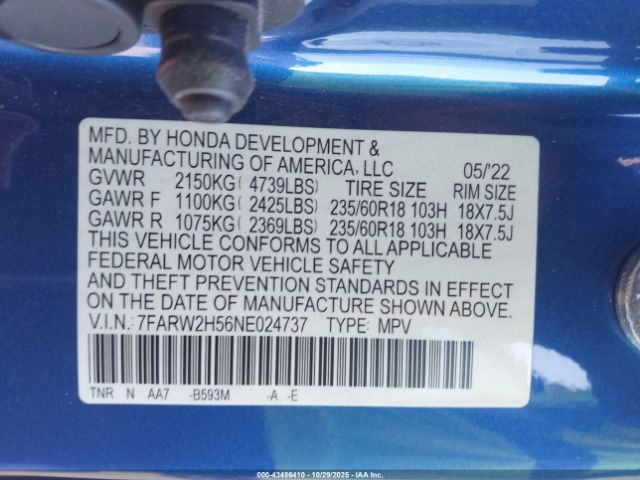 MFD. BY HONDA DEVELOPMENT &
MANUFACTURING OF AMERICA, LLC 05/'22
GVWR 2150KG( 4739LBS) TIRE SIZE RIM SIZE
GAWR F 1100KG( 2425LBS) 235/60R18 103H 18X7.5J
GAWR R 1075KG( 2369LBS) 235/60R18 103H 18X7.5J
THIS VEHICLE CONFORMS TO ALL APPLICABLE
FEDERAL MOTOR VEHICLE SAFETY
AND THEFT PREVENTION STANDARDS IN EFFECT
ON THE DATE OF MANUFACTURE SHOWN ABOVE.
V.I.N.: 7FARW2H56NE024737 TYPE: MPV
TNR N AA7 -B593M -A -E
000-43486410 - 10/29/2025 - IAA Inc.